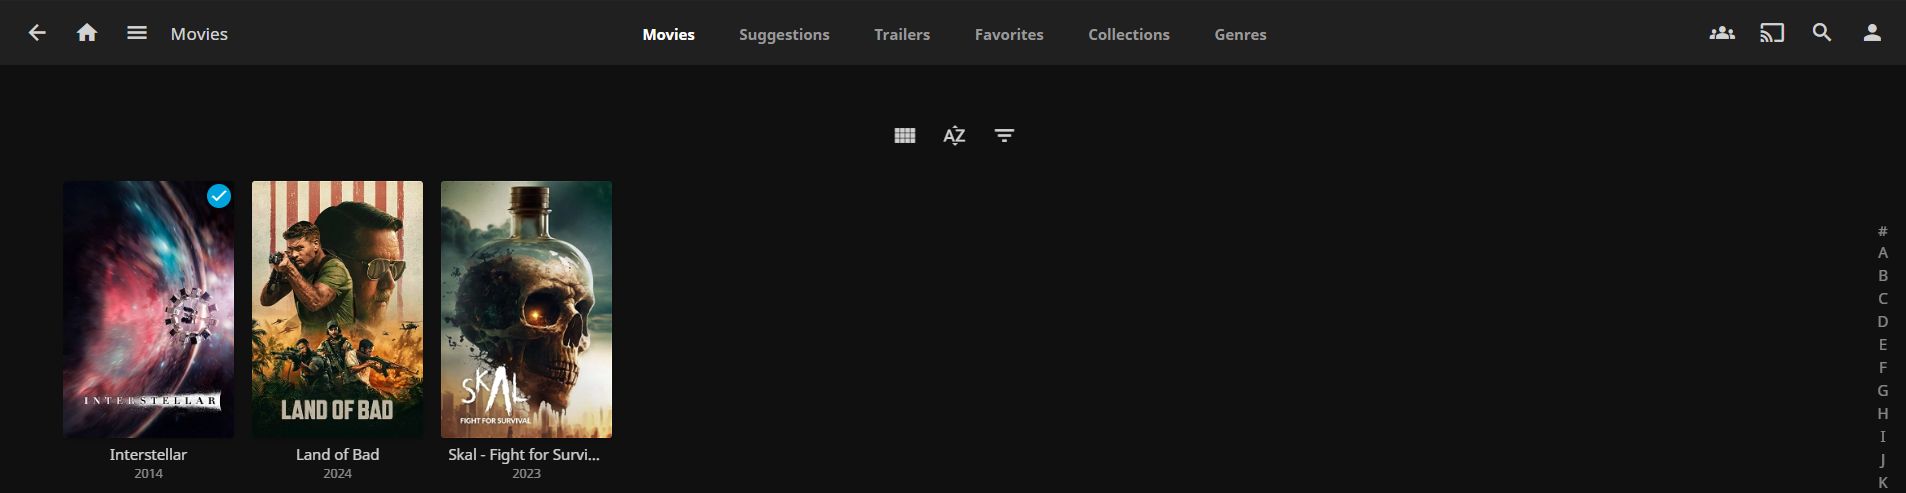 Movies
Movies Suggestions Trailers Favorites Collections Genres
AZ
INTERSTELLAR
LAND OF BAD
SKAL
FIGHT FOR SURVIVAL
Interstellar
2014
Land of Bad
2024
Skal - Fight for Survi...
2023
#
A
B
C
D
E
F
G
H
I
J
K